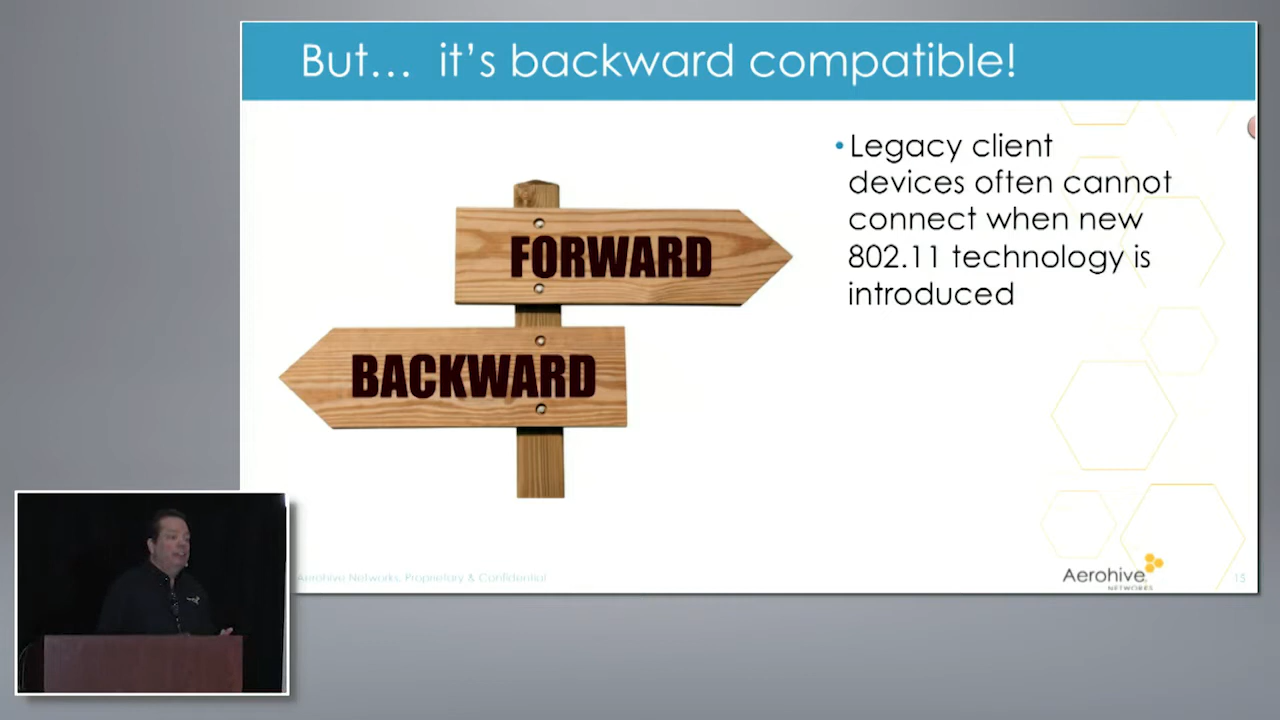 But… it's backward compatible!
•Legacy client
devices often cannot
connect when new
802.11 technology is
introduced
FORWARD
BACKWARD
Aerohive Networks, Proprietary & Confidential
Aerohive
NETWORKS
15